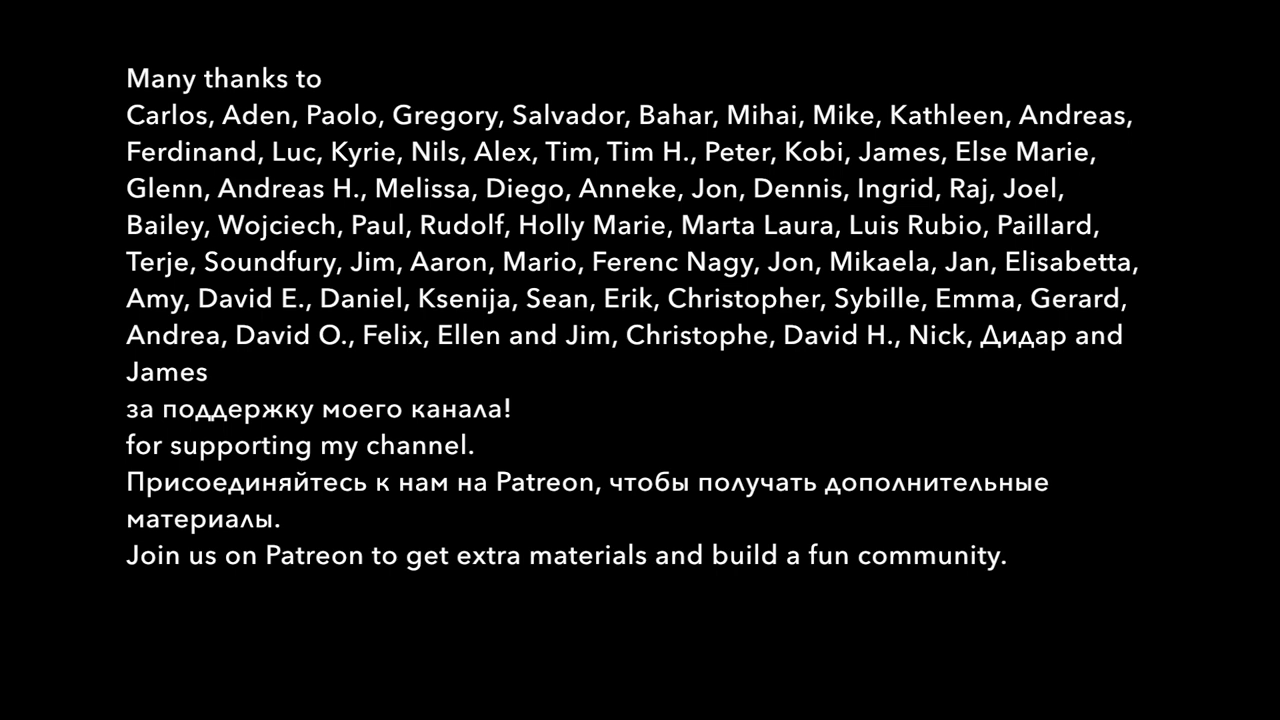 Many thanks to
Carlos, Aden, Paolo, Gregory, Salvador, Bahar, Mihai, Mike, Kathleen, Andreas,
Ferdinand, Luc, Kyrie, Nils, Alex, Tim, Tim H., Peter, Kobi, James, Else Marie,
Glenn, Andreas H., Melissa, Diego, Anneke, Jon, Dennis, Ingrid, Raj, Joel,
Bailey, Wojciech, Paul, Rudolf, Holly Marie, Marta Laura, Luis Rubio, Paillard,
Terje, Soundfury, Jim, Aaron, Mario, Ferenc Nagy, Jon, Mikaela, Jan, Elisabetta,
Amy, David E., Daniel, Ksenija, Sean, Erik, Christopher, Sybille, Emma, Gerard,
Andrea, David O., Felix, Ellen and Jim, Christophe, David H., Nick, Дидар and
James
за поддержку моего канала!
for supporting my channel.
Присоединяйтесь к нам на Patreon, чтобы получать дополнительные
материалы.
Join us on Patreon to get extra materials and build a fun community.